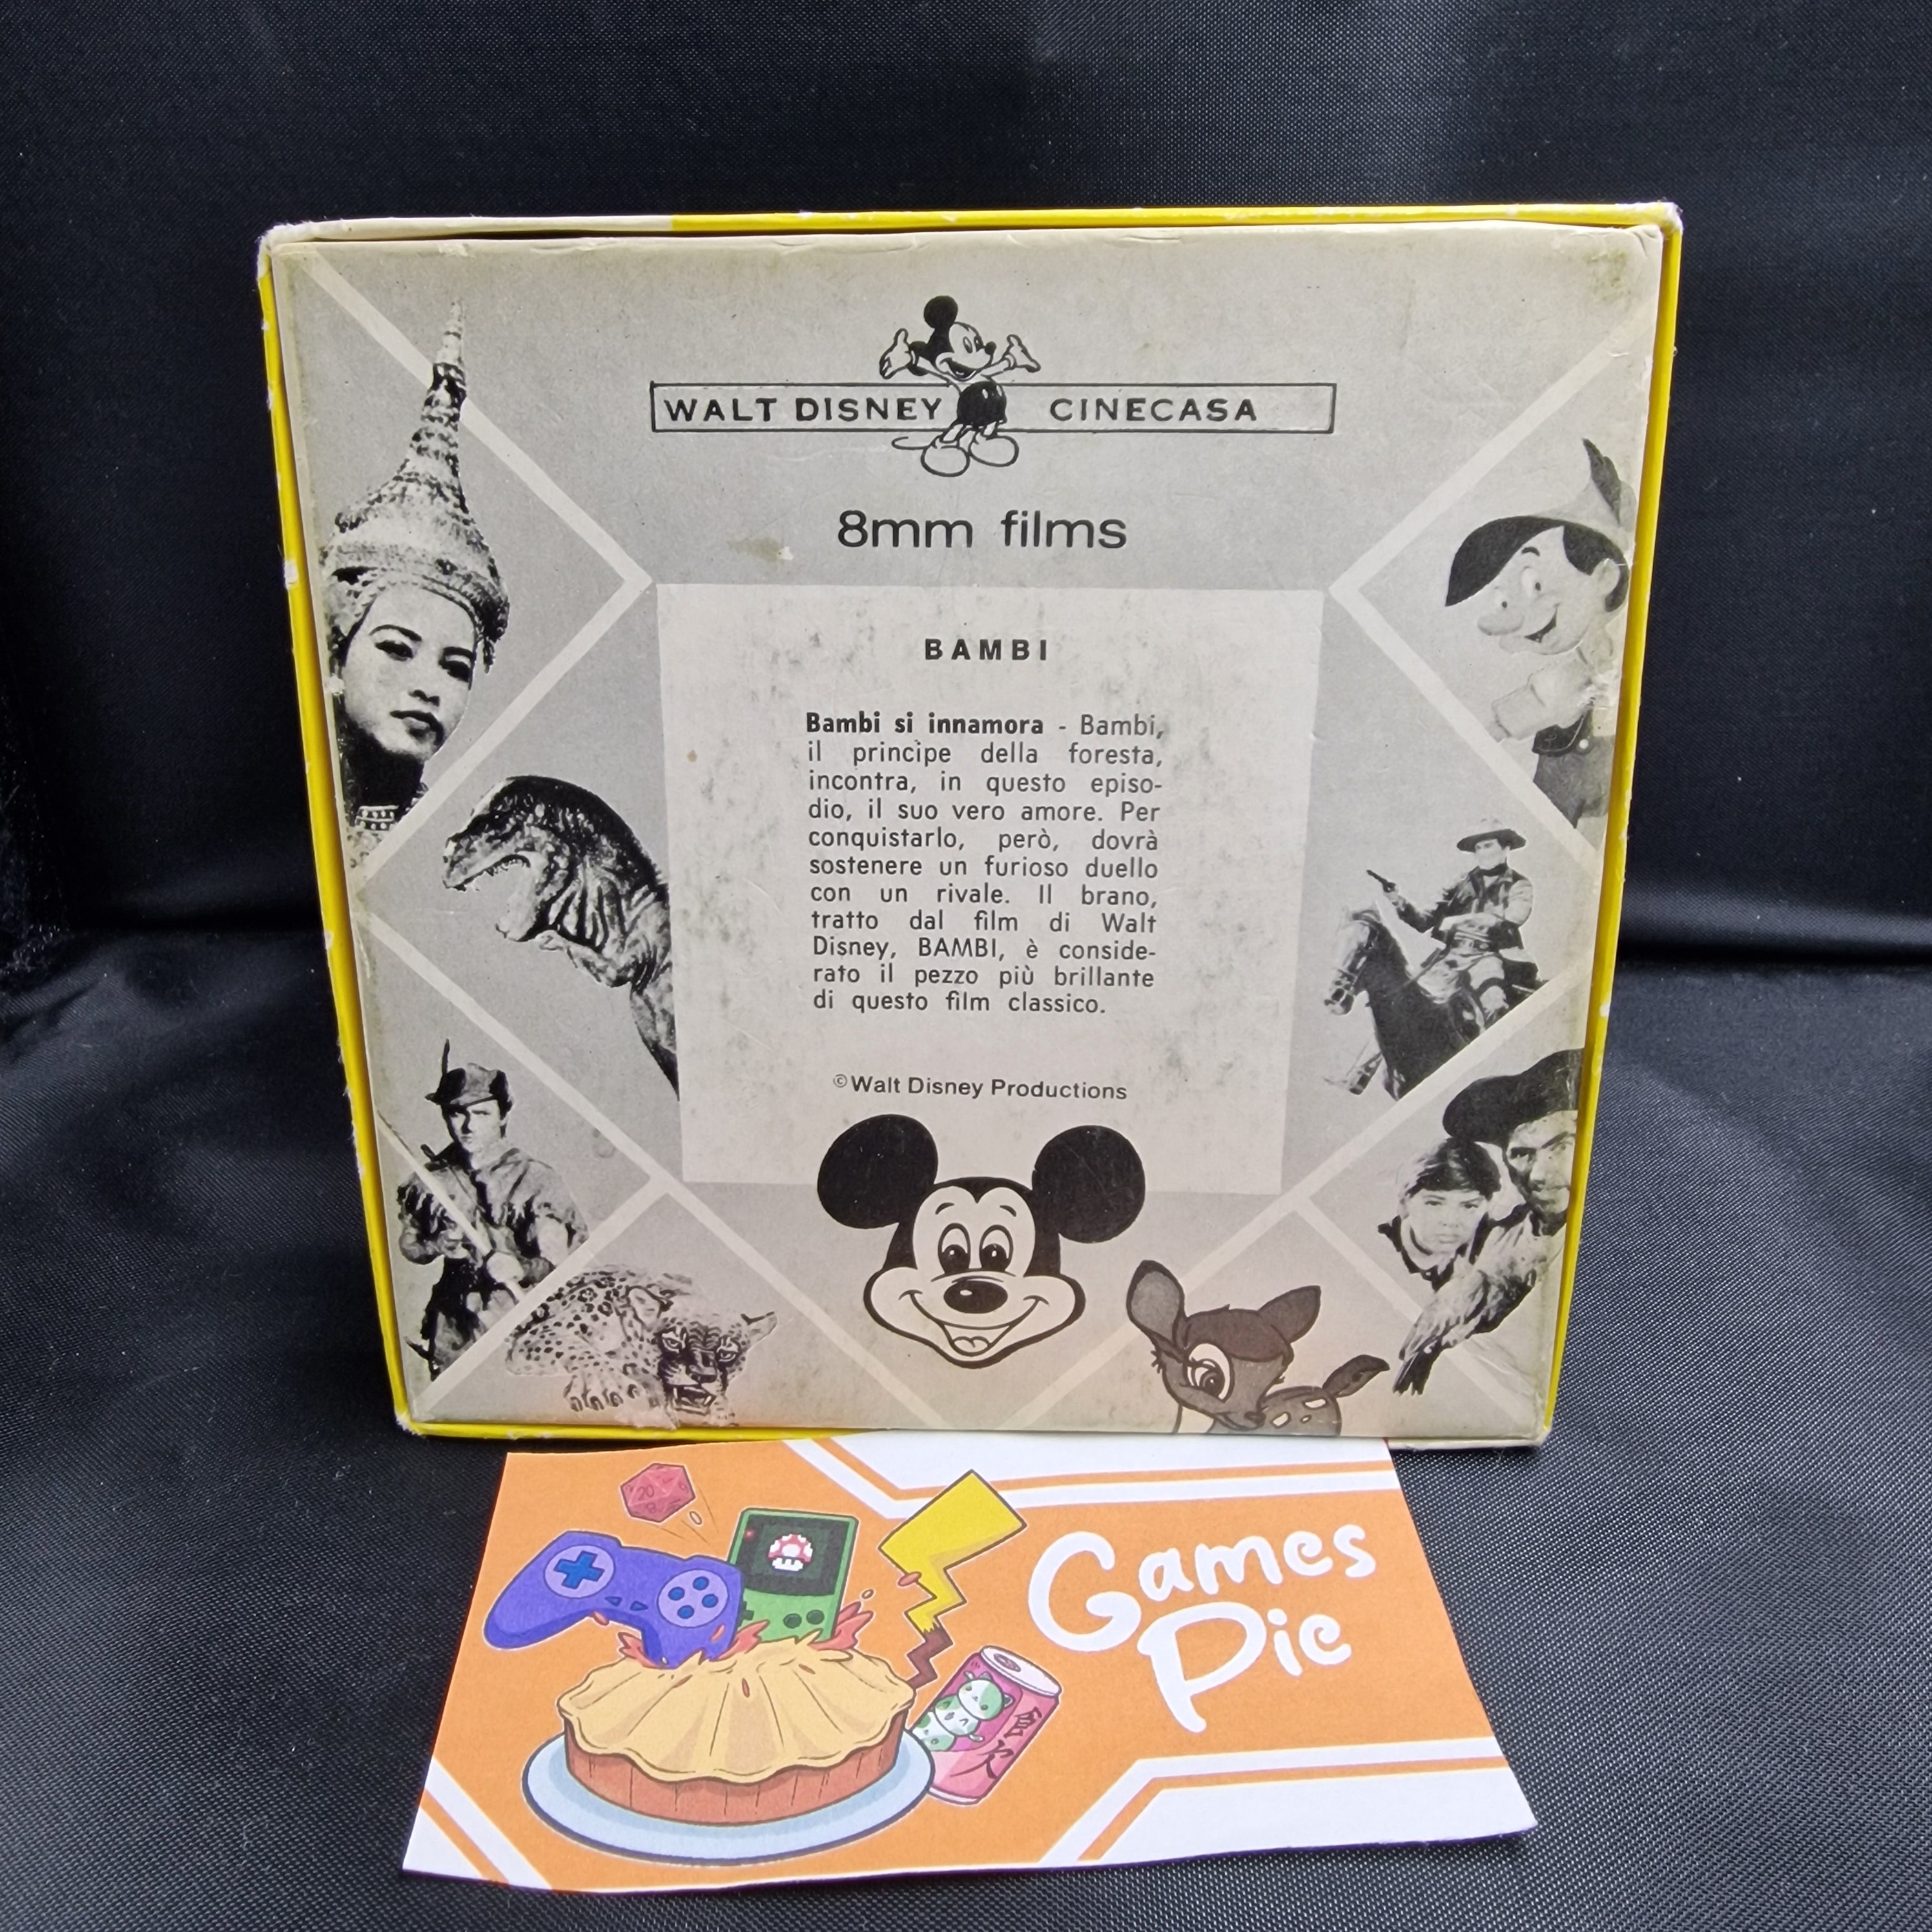 WALT DISNEY CINECASA
8mm films
BAMBI
Bambi si innamora - Bambi,
il principe della foresta,
incontra, in questo episo-
dio, il suo vero amore. Per
conquistarlo, però, dovrà
sostenere un furioso duello
con un rivale. Il brano,
tratto dal film di Walt
Disney, BAMBI, è conside-
rato il pezzo più brillante
di questo film classico.
©Walt Disney Productions
20
Games
Pie